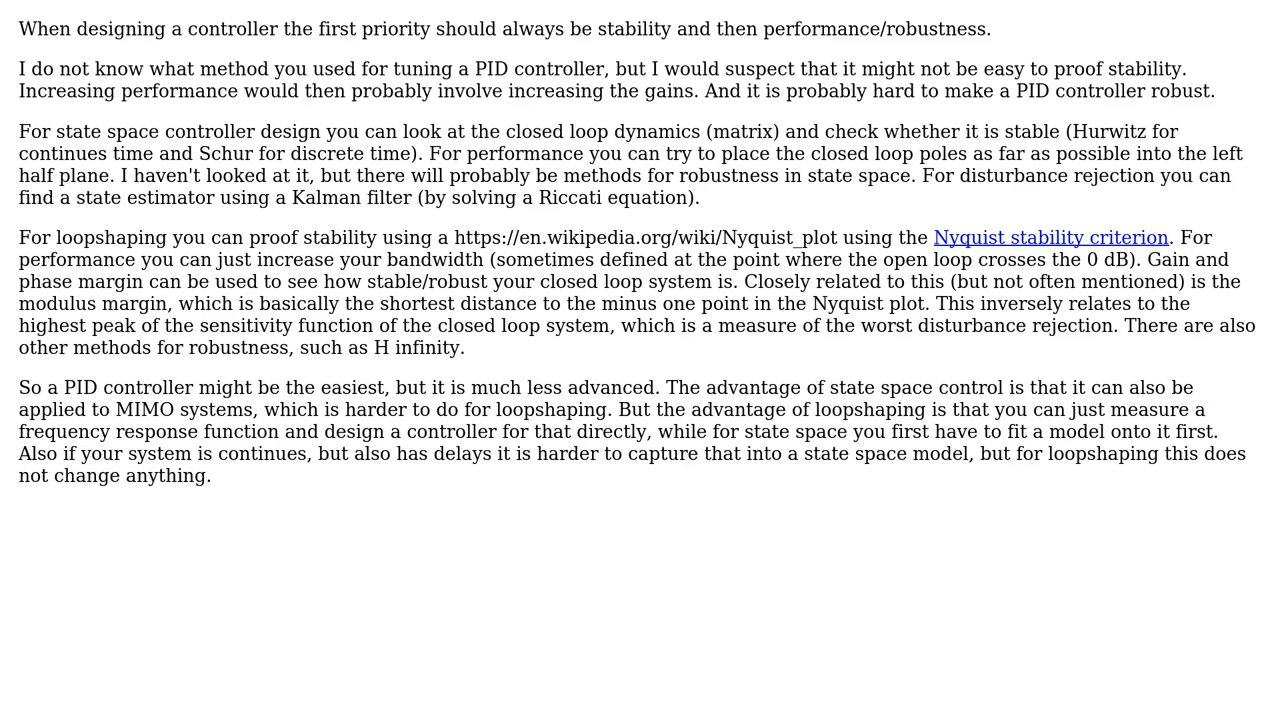 When designing a controller the first priority should always be stability and then performance/robustness.
I do not know what method you used for tuning a PID controller, but I would suspect that it might not be easy to proof stability.
Increasing performance would then probably involve increasing the gains. And it is probably hard to make a PID controller robust.
For state space controller design you can look at the closed loop dynamics (matrix) and check whether it is stable (Hurwitz for
continues time and Schur for discrete time). For performance you can try to place the closed loop poles as far as possible into the left
half plane. I haven't looked at it, but there will probably be methods for robustness in state space. For disturbance rejection you can
find a state estimator using a Kalman filter (by solving a Riccati equation).
For loopshaping you can proof stability using a https://en.wikipedia.org/wiki/Nyquist_plot using the Nyquist stability criterion. For
performance you can just increase your bandwidth (sometimes defined at the point where the open loop crosses the 0 dB). Gain and
phase margin can be used to see how stable/robust your closed loop system is. Closely related to this (but not often mentioned) is the
modulus margin, which is basically the shortest distance to the minus one point in the Nyquist plot. This inversely relates to the
highest peak of the sensitivity function of the closed loop system, which is a measure of the worst disturbance rejection. There are also
other methods for robustness, such as H infinity.
So a PID controller might be the easiest, but it is much less advanced. The advantage of state space control is that it can also be
applied to MIMO systems, which is harder to do for loopshaping. But the advantage of loopshaping is that you can just measure a
frequency response function and design a controller for that directly, while for state space you first have to fit a model onto it first.
Also if your system is continues, but also has delays it is harder to capture that into a state space model, but for loopshaping this does
not change anything.